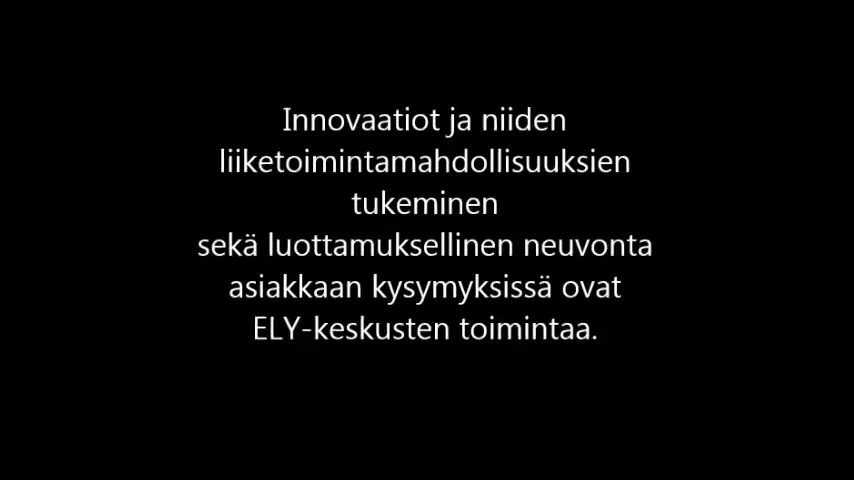 Innovaatiot ja niiden
liiketoimintamahdollisuuksien
tukeminen
sekä luottamuksellinen neuvonta
asiakkaan kysymyksissä ovat
ELY-keskusten toimintaa.